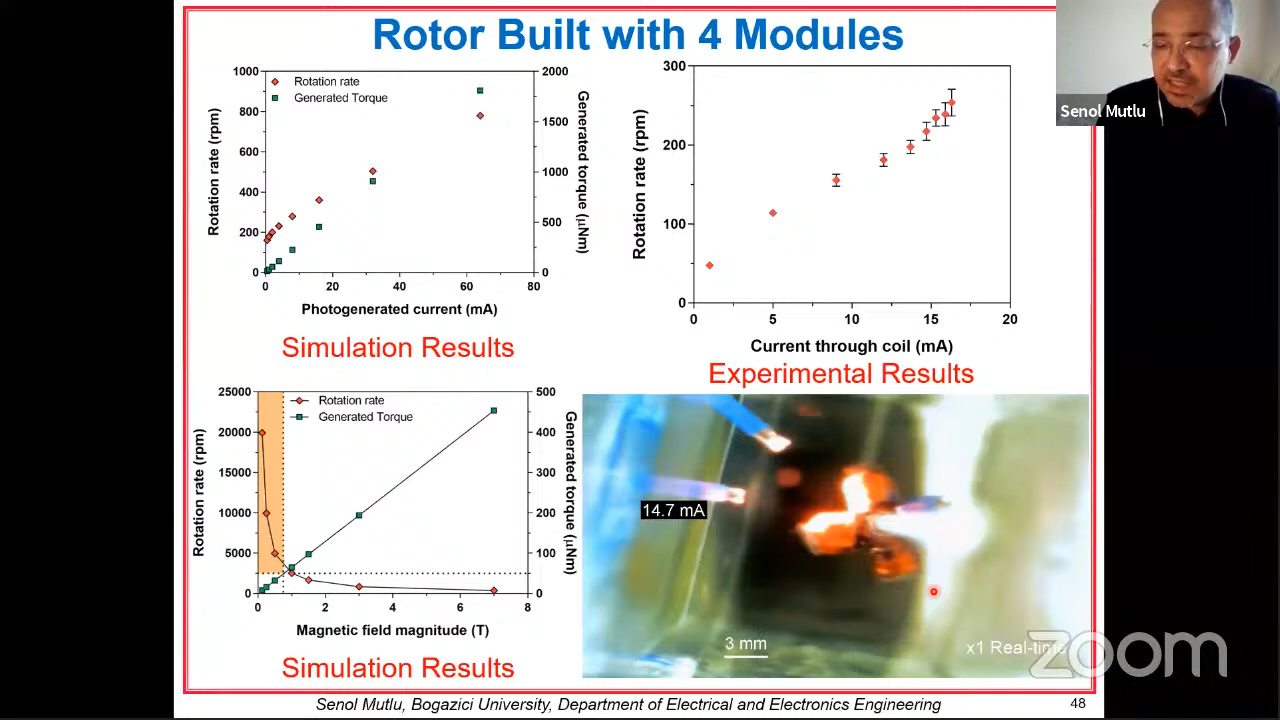 Rotor Built with 4 Modules
Senol Mutlu
1000
800
600
400
200
0
2000
1500
1000
500
0
Rotation rate
Generated Torque
Rotation rate (rpm)
Generated torque (μNm)
0 20 40 60 80
Photogenerated current (mA)
Simulation Results
300
200
100
0
Rotation rate (rpm)
0 5 10 15 20
Current through coil (mA)
Experimental Results
25000
20000
15000
10000
5000
0
500
400
300
200
100
0
Rotation rate
Generated Torque
Rotation rate (rpm)
Generated torque (μNm)
0 2 4 6 8
Magnetic field magnitude (T)
Simulation Results
14.7 mA
3 mm
x1 Real-time
zoom
Senol Mutlu, Bogazici University, Department of Electrical and Electronics Engineering
48